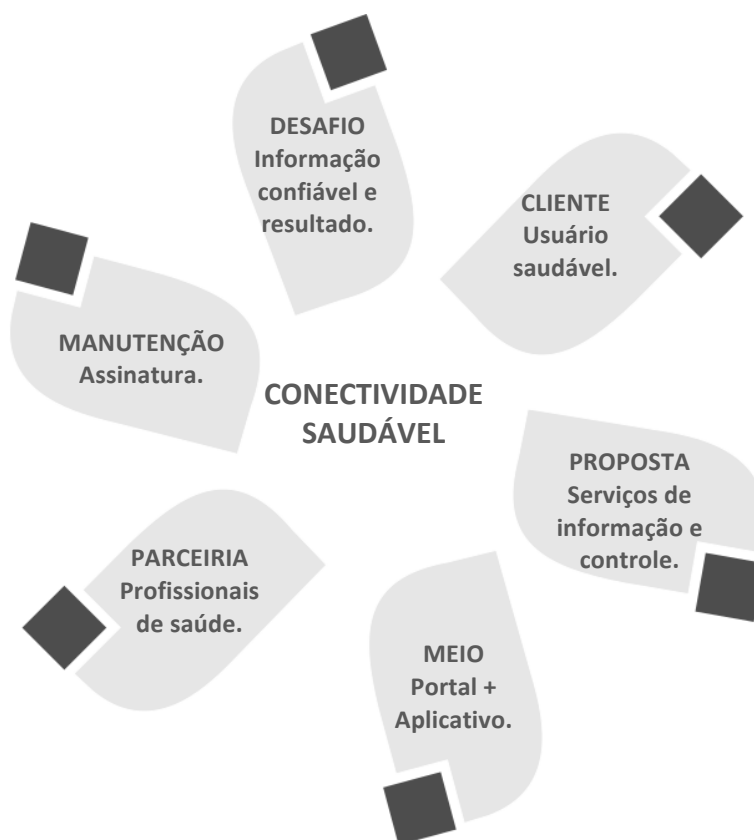 DESAFIO
Informação
confiável e
resultado.
CLIENTE
Usuário
saudável.
MANUTENÇÃO
Assinatura.
CONECTIVIDADE
SAUDÁVEL
PROPOSTA
Serviços de
informação e
controle.
PARCEIRIA
Profissionais
de saúde.
MEIO
Portal +
Aplicativo.